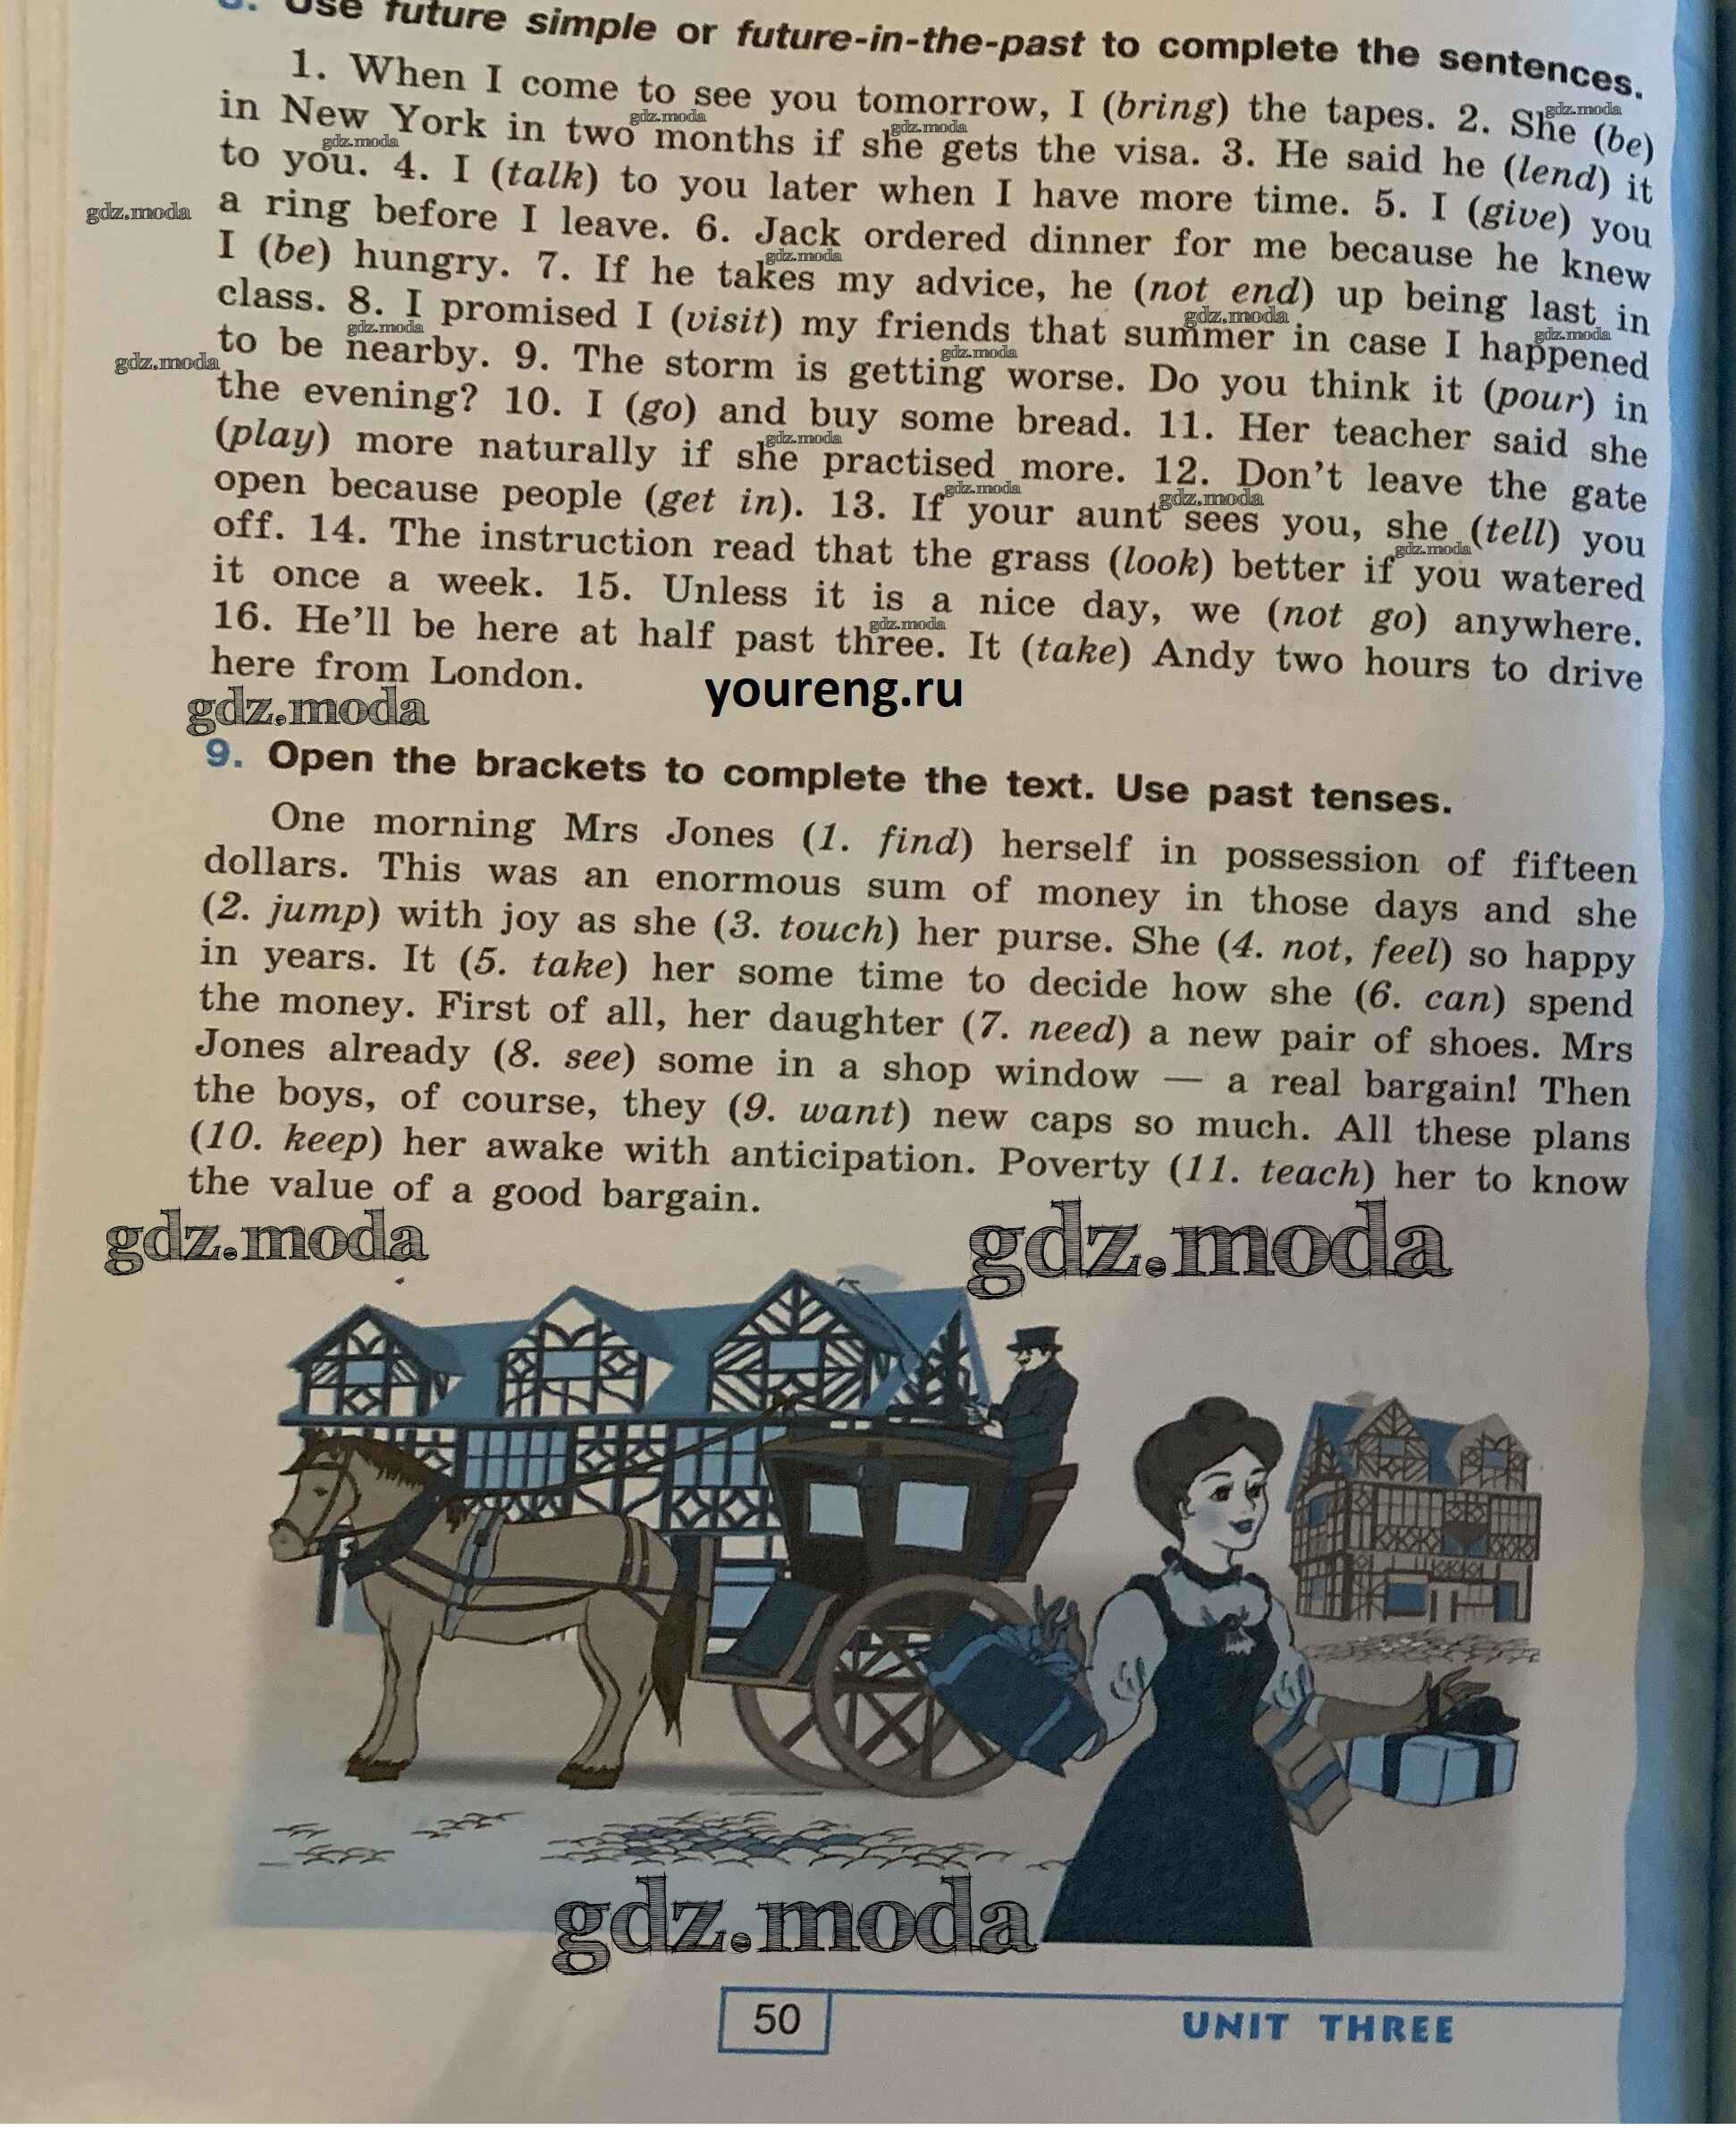 8. Use future simple or future-in-the-past to complete the sentences.
1. When I come to see you tomorrow, I (bring) the tapes. 2. She (be)
in New York in two months if she gets the visa. 3. He said he (lend) it
to you. 4. I (talk) to you later when I have more time. 5. I (give) you
a ring before I leave. 6. Jack ordered dinner for me because he knew
I (be) hungry. 7. If he takes my advice, he (not end) up being last in
class. 8. I promised I (visit) my friends that summer in case I happened
to be nearby. 9. The storm is getting worse. Do you think it (pour) in
the evening? 10. I (go) and buy some bread. 11. Her teacher said she
(play) more naturally if she practised more. 12. Don't leave the gate
open because people (get in). 13. If your aunt sees you, she (tell) you
off. 14. The instruction read that the grass (look) better if you watered
it once a week. 15. Unless it is a nice day, we (not go) anywhere.
16. He'll be here at half past three. It (take) Andy two hours to drive
here from London.
youreng.ru
gdz.moda
9. Open the brackets to complete the text. Use past tenses.
One morning Mrs Jones (1. find) herself in possession of fifteen
dollars. This was an enormous sum of money in those days and she
(2. jump) with joy as she (3. touch) her purse. She (4. not, feel) so happy
in years. It (5. take) her some time to decide how she (6. can) spend
the money. First of all, her daughter (7. need) a new pair of shoes. Mrs
Jones already (8. see) some in a shop window — a real bargain! Then
the boys, of course, they (9. want) new caps so much. All these plans
(10. keep) her awake with anticipation. Poverty (11. teach) her to know
the value of a good bargain.
gdz.moda
gdz.moda
gdz.moda
50
UNIT THREE